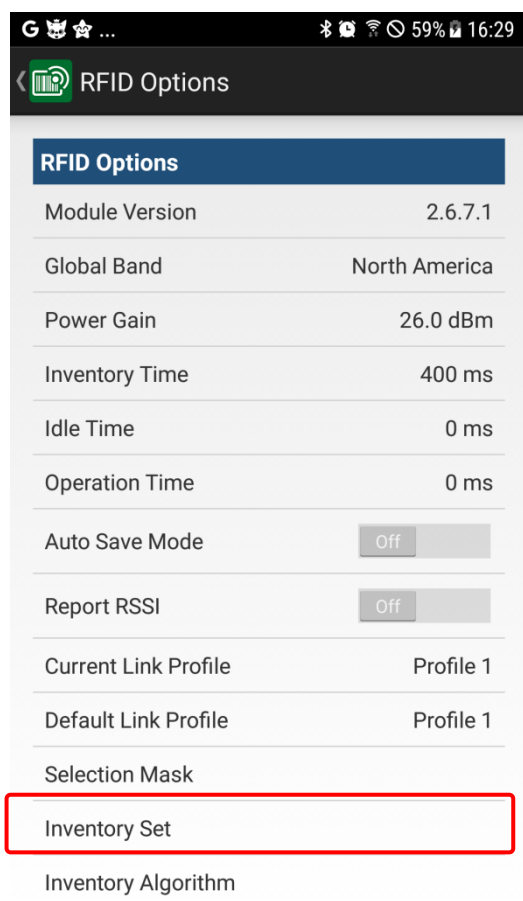 G ... 59% 16:29
RFID Options
RFID Options
Module Version 2.6.7.1
Global Band North America
Power Gain 26.0 dBm
Inventory Time 400 ms
Idle Time 0 ms
Operation Time 0 ms
Auto Save Mode Off
Report RSSI Off
Current Link Profile Profile 1
Default Link Profile Profile 1
Selection Mask
Inventory Set
Inventory Algorithm